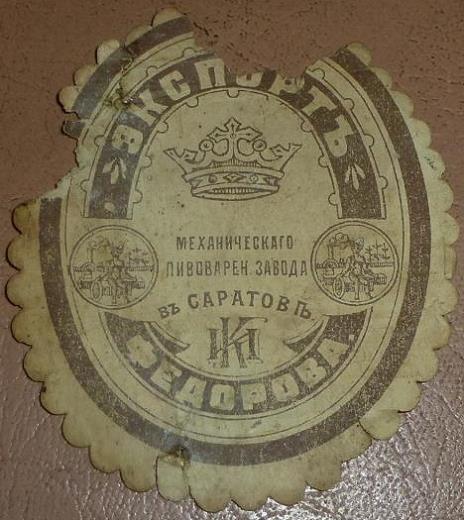 ЭКСПОРТЪ
МЕХАНИЧЕСКАГО
ПИВОВАРЕН. ЗАВОДА
ВЪ САРАТОВѢ.
ФЕДОРОВА.